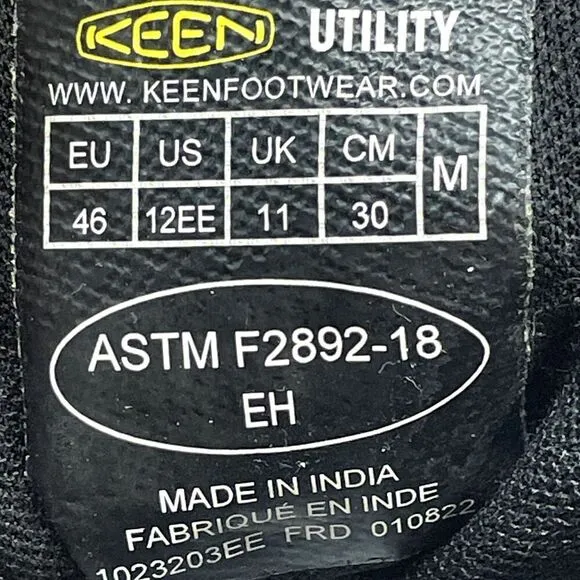 KEEN UTILITY
WWW. KEENFOOTWEAR.COM
EU US UK CM M
46 12EE 11 30
ASTM F2892-18
EH
MADE IN INDIA
FABRIQUÉ EN INDE
1023203EE FRD 010822